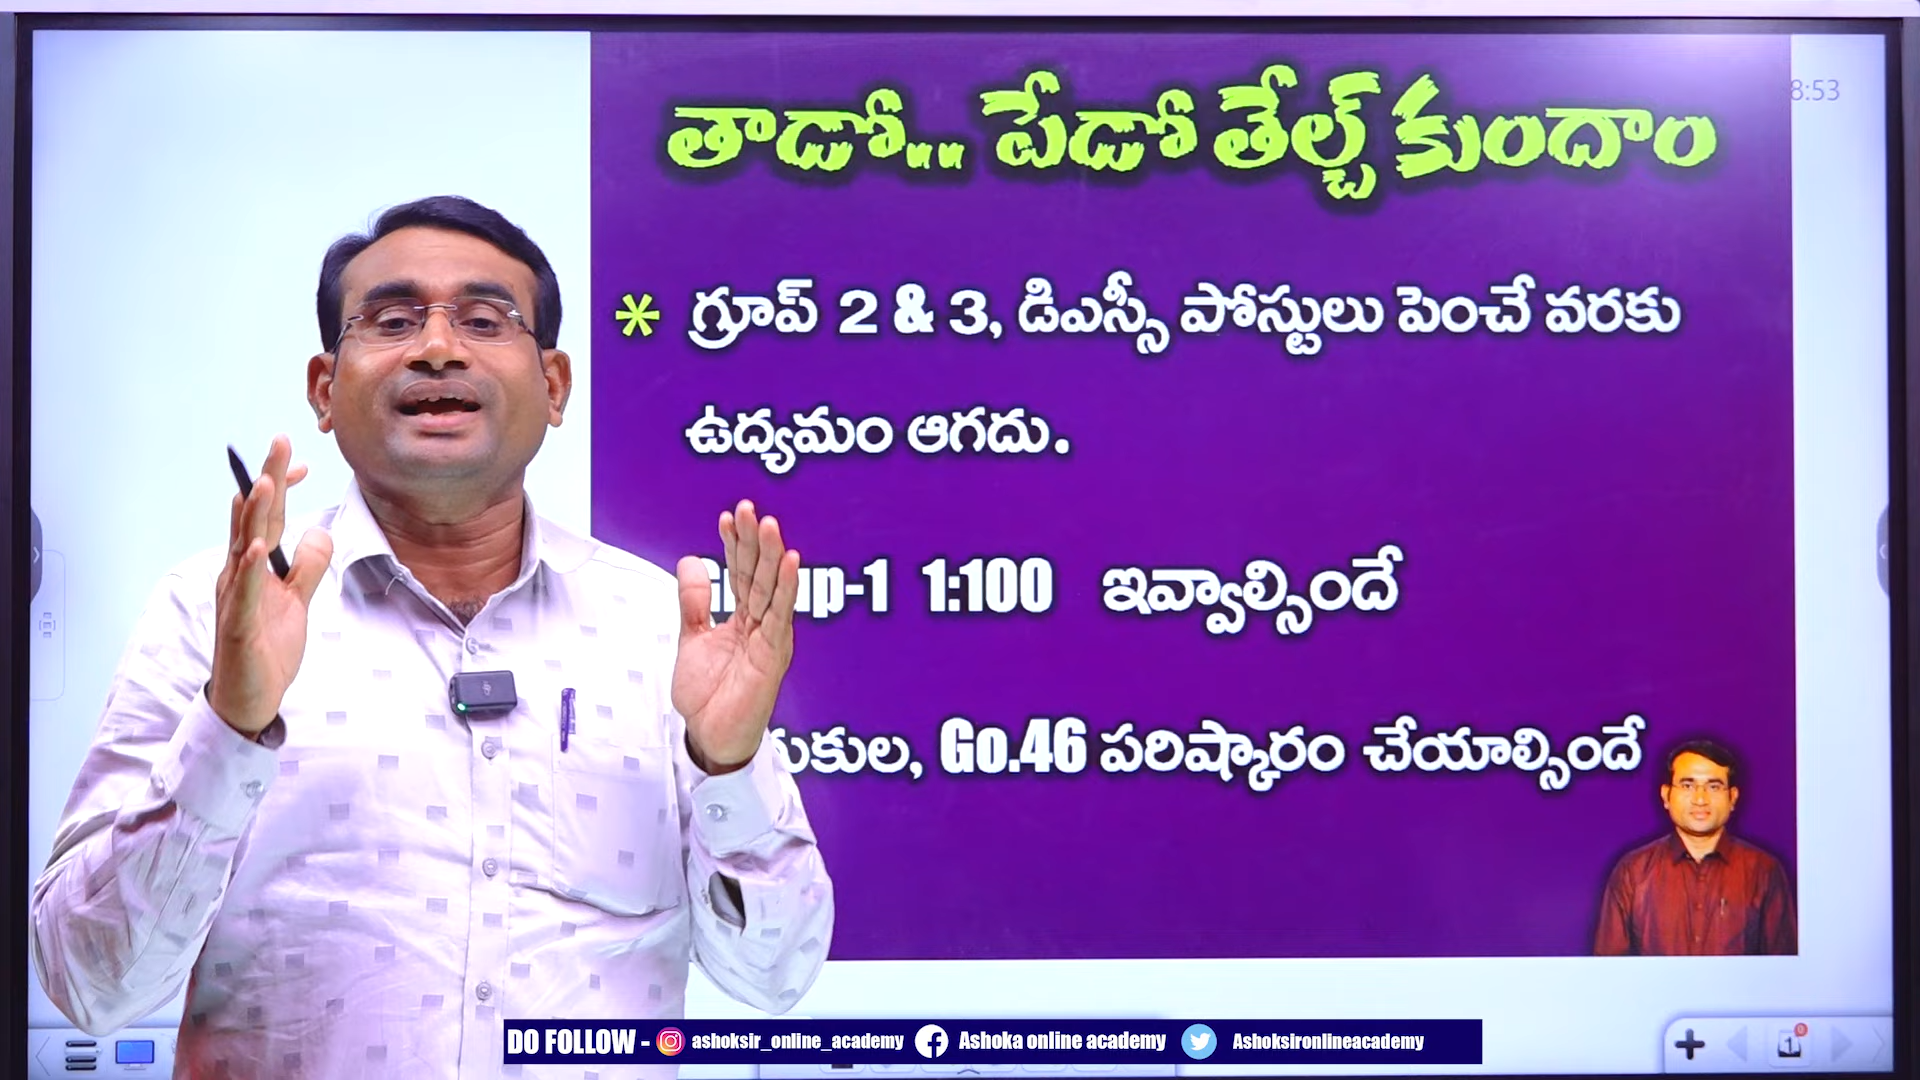 తాడో.. పేడో తేల్చ్ కుందాం
8:53
* గ్రూప్ 2 & 3, డిఎస్సీ పోస్టులు పెంచే వరకు
ఉద్యమం ఆగదు.
1:100 ఇవ్వాల్సిందే
Go.46 పరిష్కారం చేయాల్సిందే
DO FOLLOW - ashoksir_online_academy Ashoka online academy Ashoksironlineacademy